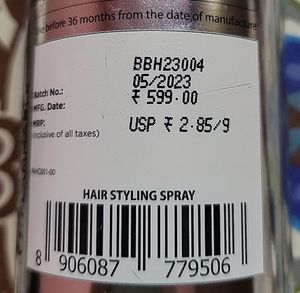 e before 36 months from the date of manufacture
Batch No.: BBH23004
MFG. Date: 05/2023
MRP: ₹ 599.00
(Inclusive of all taxes) USP ₹ 2.85/g
HAIR STYLING SPRAY
8 906087 779506